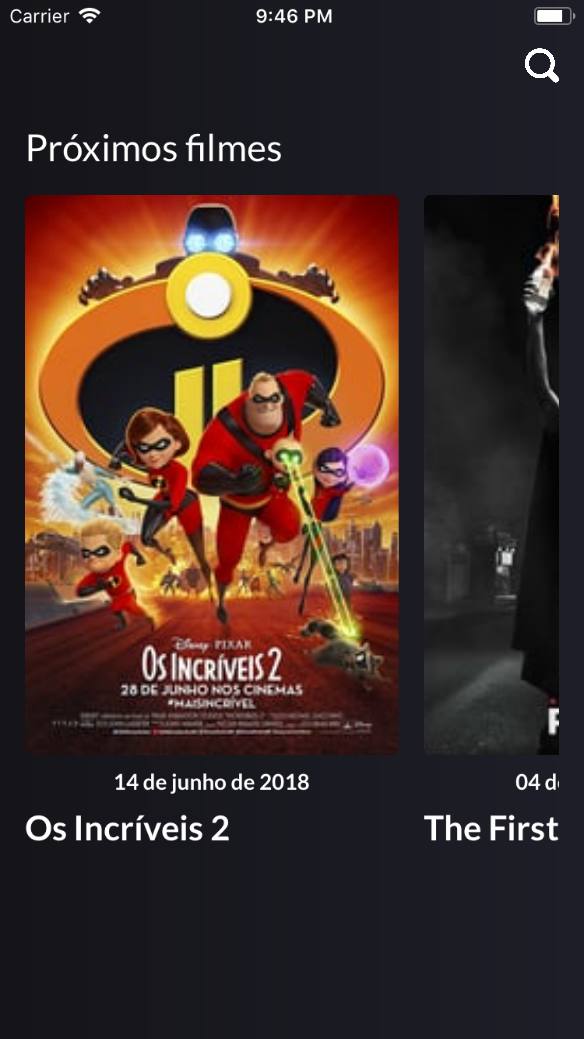 Carrier
9:46 PM
Próximos filmes
Disney · PIXAR
OS INCRÍVEIS 2
28 DE JUNHO NOS CINEMAS
#MAISINCRÍVEL
14 de junho de 2018
04 d
Os Incríveis 2
The First